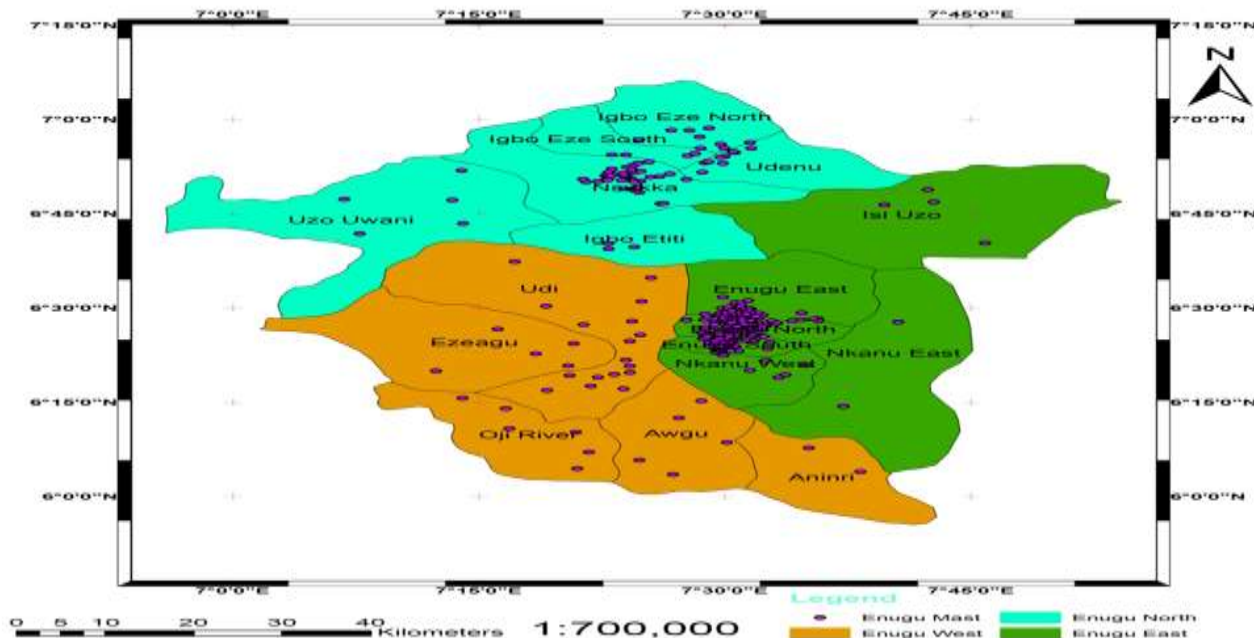 7°0'0"E 7°15'0"E 7°30'0"E 7°45'0"E
7°15'0"N 7°15'0"N
N
7°0'0"N 7°0'0"N
Igbo Eze North
Igbo Eze South
Udenu
Nsukka
6°45'0"N 6°45'0"N
Uzo Uwani
Isi Uzo
Igbo Etiti
Udi
Enugu East
6°30'0"N 6°30'0"N
North
Ezeagu
Enugu South
Nkanu East
Nkanu West
6°15'0"N 6°15'0"N
Oji River
Awgu
Aninri
6°0'0"N 6°0'0"N
7°0'0"E 7°15'0"E 7°30'0"E 7°45'0"E
Legend
0 5 10 20 30 40
Kilometers
1:700,000
Enugu Mast
Enugu North
Enugu West
Enugu East